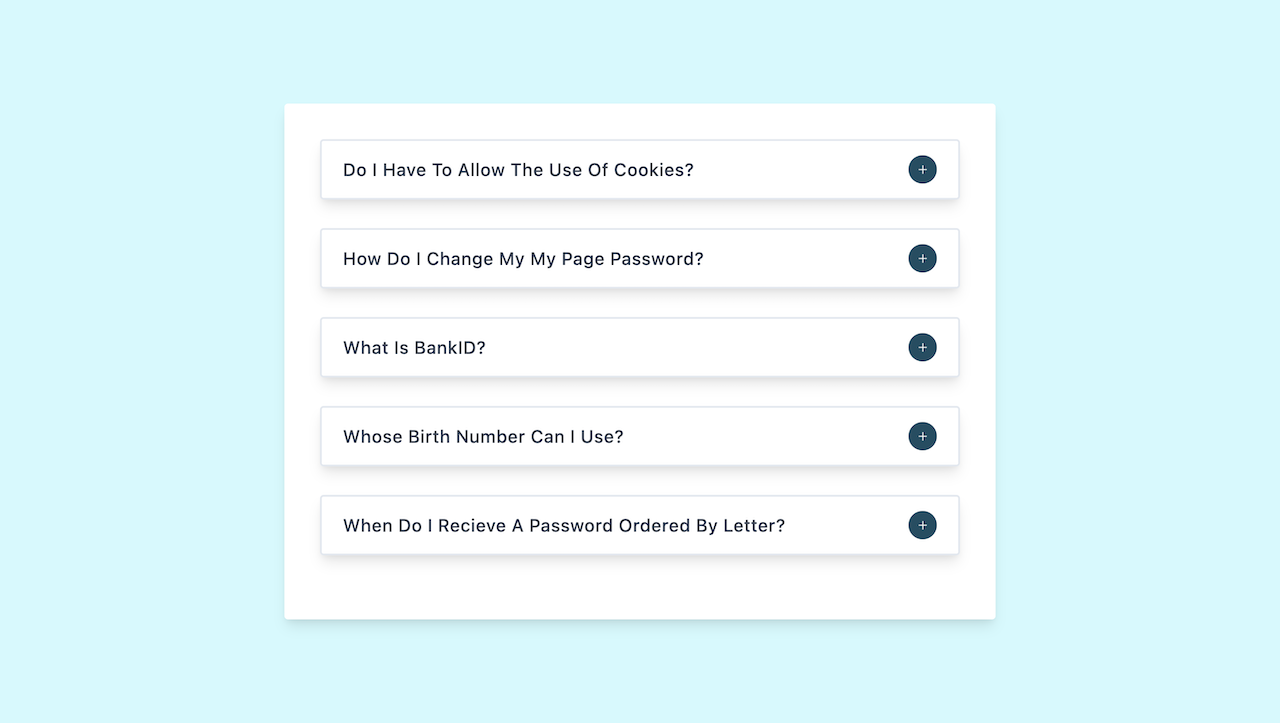 Do I Have To Allow The Use Of Cookies?
How Do I Change My My Page Password?
What Is BankID?
Whose Birth Number Can I Use?
When Do I Recieve A Password Ordered By Letter?